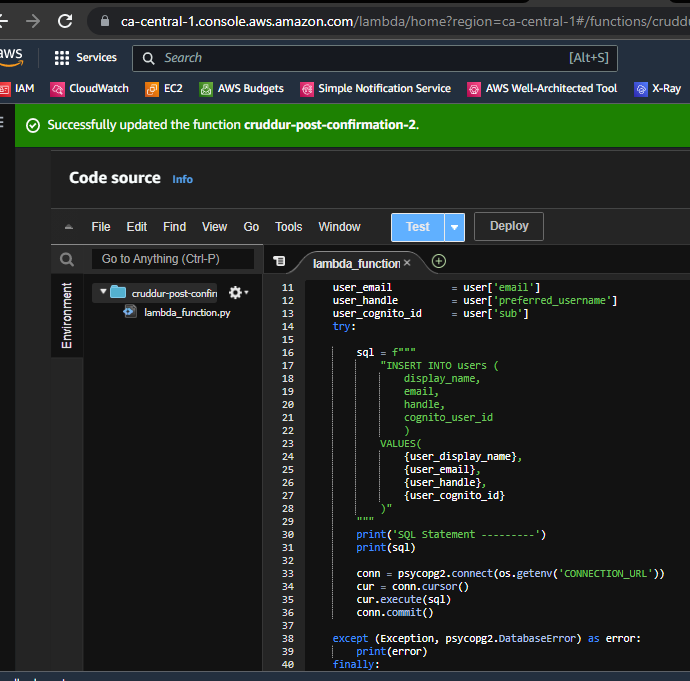 ca-central-1.console.aws.amazon.com/lambda/home?region=ca-central-1#/functions/cruddu
aws Services Search [Alt+S]
IAM CloudWatch EC2 AWS Budgets Simple Notification Service AWS Well-Architected Tool X-Ray
Successfully updated the function cruddur-post-confirmation-2.
Code source Info
File Edit Find View Go Tools Window Test Deploy
Go to Anything (Ctrl-P) lambda_function
Environment
cruddur-post-confirm
lambda_function.py
11 user_email = user['email']
12 user_handle = user['preferred_username']
13 user_cognito_id = user['sub']
14 try:
15
16 sql = f"""
17 "INSERT INTO users (
18 display_name,
19 email,
20 handle,
21 cognito_user_id
22 )
23 VALUES(
24 {user_display_name},
25 {user_email},
26 {user_handle},
27 {user_cognito_id}
28 )"
29 """
30 print('SQL Statement ---------')
31 print(sql)
32
33 conn = psycopg2.connect(os.getenv('CONNECTION_URL'))
34 cur = conn.cursor()
35 cur.execute(sql)
36 conn.commit()
37
38 except (Exception, psycopg2.DatabaseError) as error:
39 print(error)
40 finally: